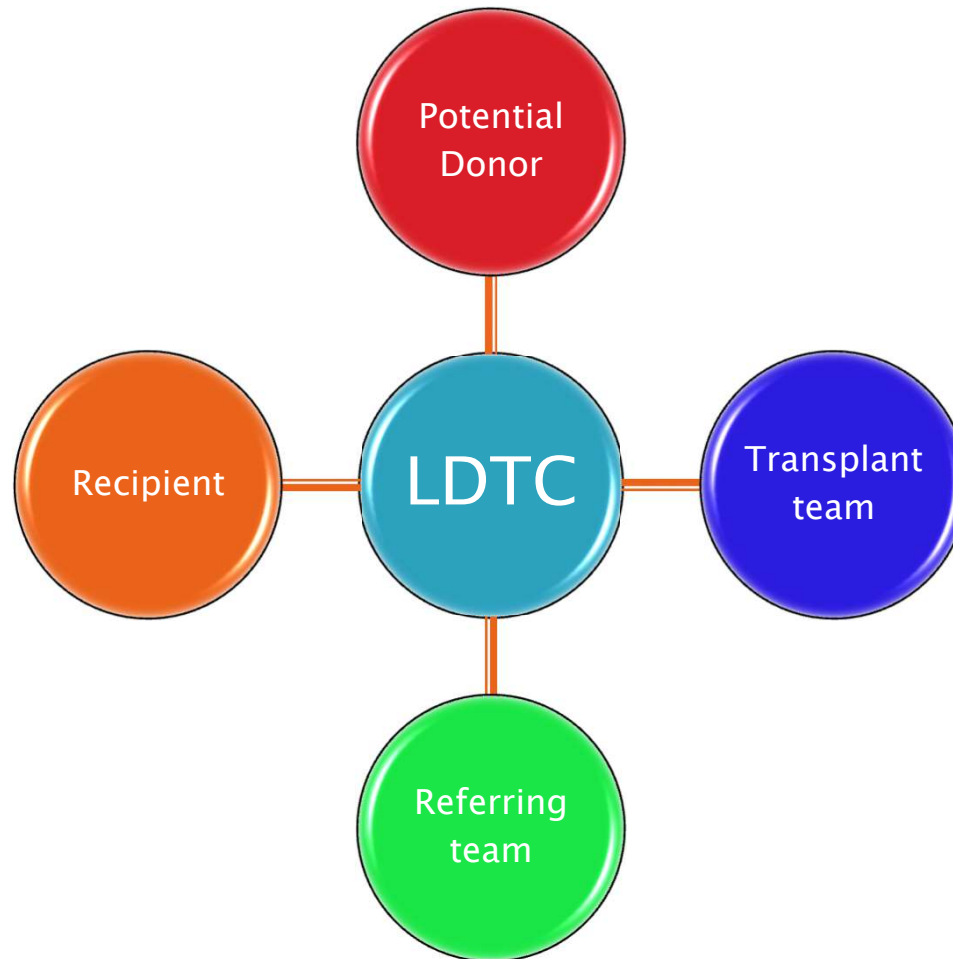 Potential
Donor
Recipient
LDTC
Transplant
team
Referring
team